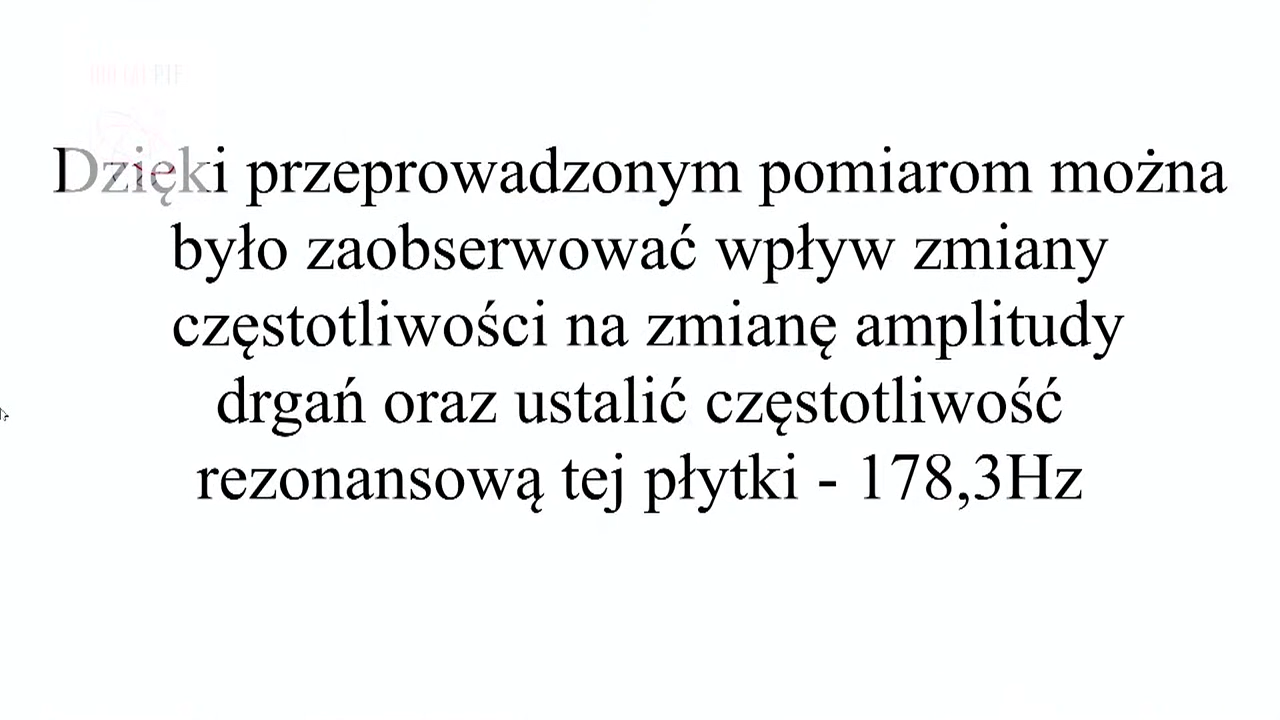 Dzięki przeprowadzonym pomiarom można
było zaobserwować wpływ zmiany
częstotliwości na zmianę amplitudy
drgań oraz ustalić częstotliwość
rezonansową tej płytki - 178,3Hz